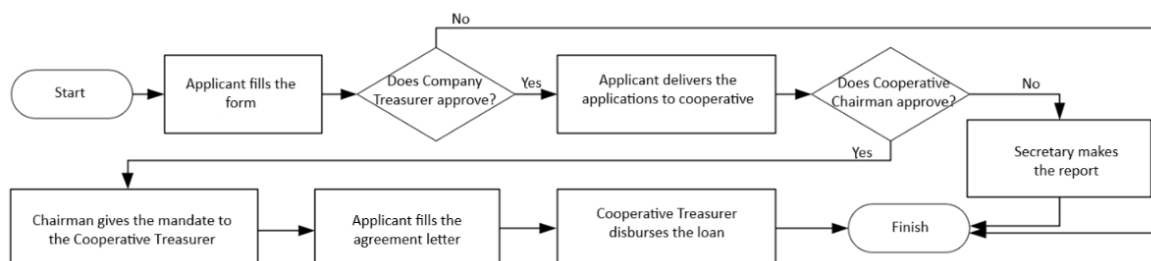 No
Start
Applicant fills the
form
Does Company
Treasurer approve?
Yes
Applicant delivers the
applications to cooperative
Does Cooperative
Chairman approve?
No
Yes
Secretary makes
the report
Chairman gives the mandate to
the Cooperative Treasurer
Applicant fills the
agreement letter
Cooperative Treasurer
disburses the loan
Finish